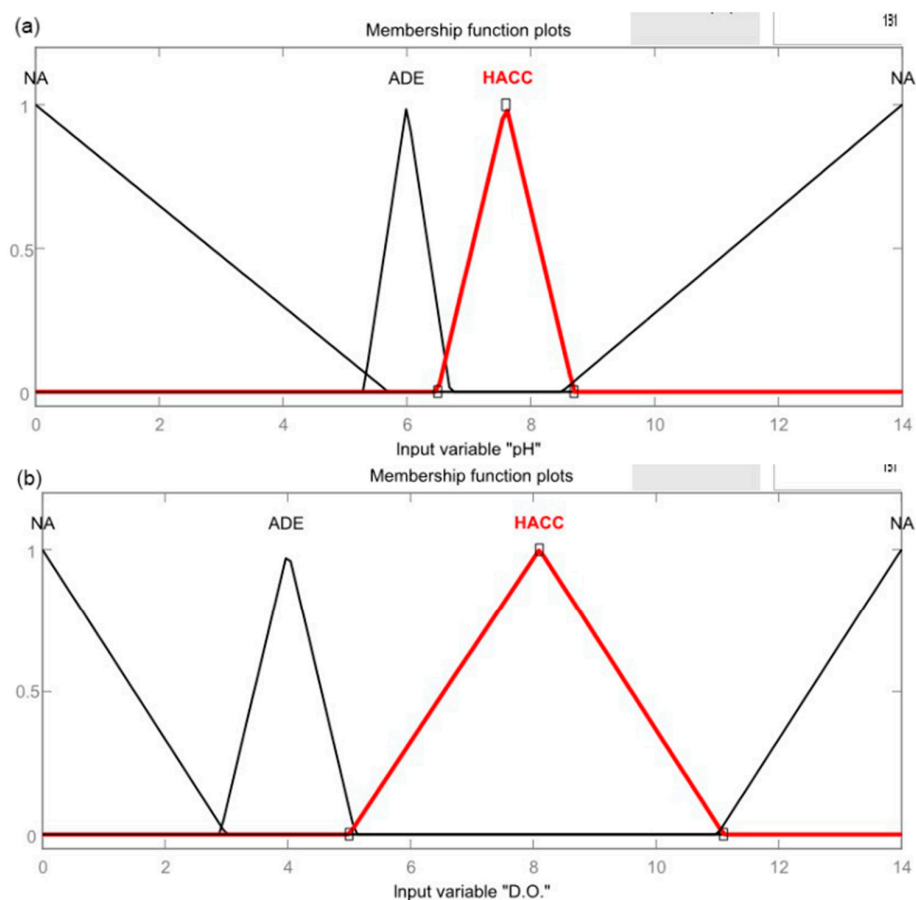 (a)
Membership function plots
131
NA ADE HACC NA
1
0.5
0
0 2 4 6 8 10 12 14
Input variable "pH"
(b)
Membership function plots
NA ADE HACC NA
1
0.5
0
0 2 4 6 8 10 12 14
Input variable "D.O."